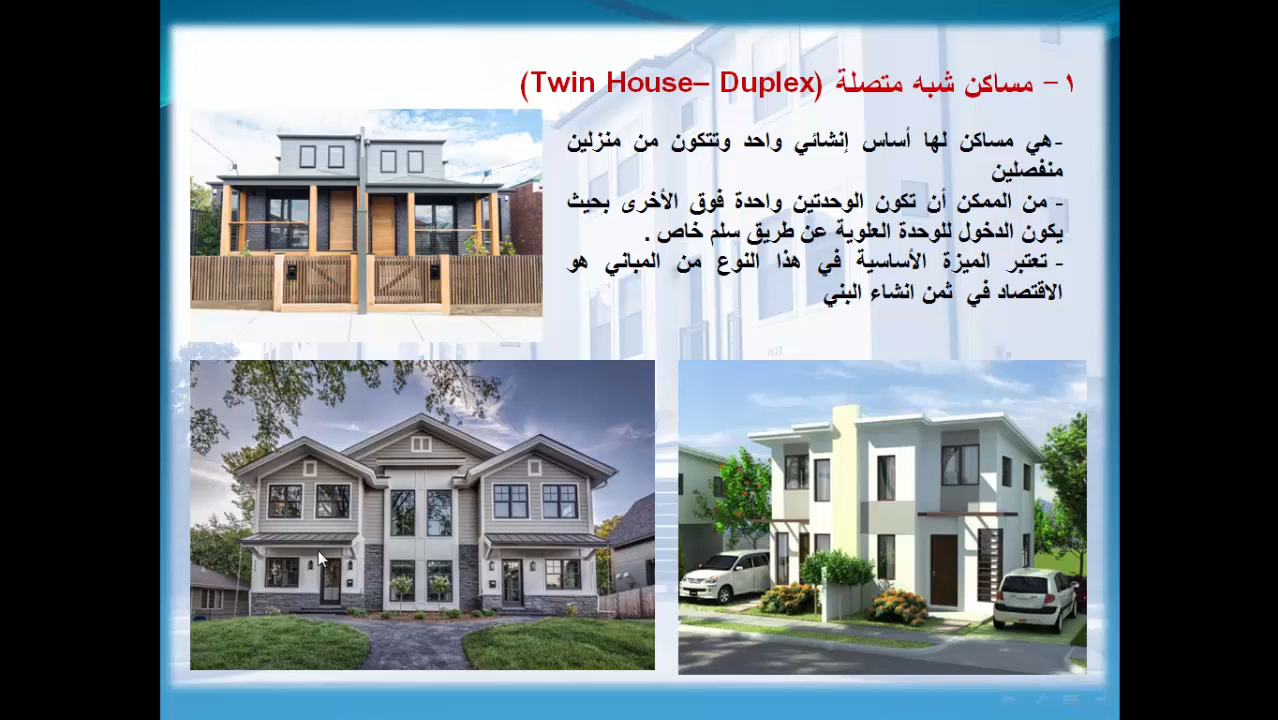 ١ - مساكن شبه متصلة (Twin House– Duplex)
-هي مساكن لها أساس إنشائي واحد وتتكون من منزلين
منفصلين
- من الممكن أن تكون الوحدتين واحدة فوق الأخرى بحيث
يكون الدخول للوحدة العلوية عن طريق سلم خاص .
- تعتبر الميزة الأساسية في هذا النوع من المباني هو
الاقتصاد في ثمن انشاء البني